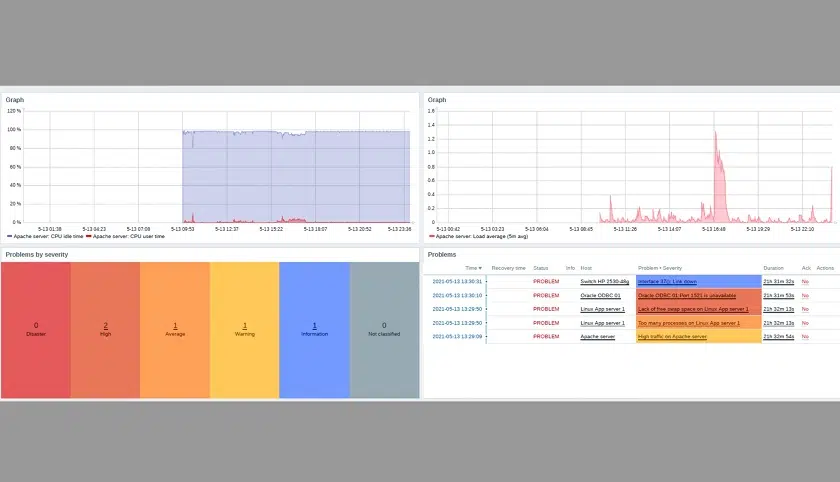 Graph
120 %
100 %
80 %
60 %
40 %
20 %
0 %
5-13 01:38 5-13 04:23 5-13 07:08 5-13 09:53 5-13 12:37 5-13 15:22 5-13 18:07 5-13 20:52 5-13 23:36
Apache server: CPU idle time Apache server: CPU user time
Graph
1.6
1.4
1.2
1.0
0.8
0.6
0.4
0.2
0
5-13 00:42 5-13 03:23 5-13 06:04 5-13 08:45 5-13 11:26 5-13 14:07 5-13 16:48 5-13 19:29 5-13 22:10
Apache server: Load average (5m avg)
Problems by severity
0 2 1 1 1 0
Disaster High Average Warning Information Not classified
Problems
Time ▼ Recovery time Status Info Host Problem • Severity Duration Ack Actions
2021-05-13 13:30:31 PROBLEM Switch HP 2530-48g Interface 37(): Link down 21h 31m 32s No
2021-05-13 13:30:10 PROBLEM Oracle ODBC 01 Oracle ODBC 01:Port 1521 is unavailable 21h 31m 53s No
2021-05-13 13:29:50 PROBLEM Linux App server 1 Lack of free swap space on Linux App server 1 21h 32m 13s No
2021-05-13 13:29:50 PROBLEM Linux App server 1 Too many processes on Linux App server 1 21h 32m 13s No
2021-05-13 13:29:09 PROBLEM Apache server High traffic on Apache server 21h 32m 54s No